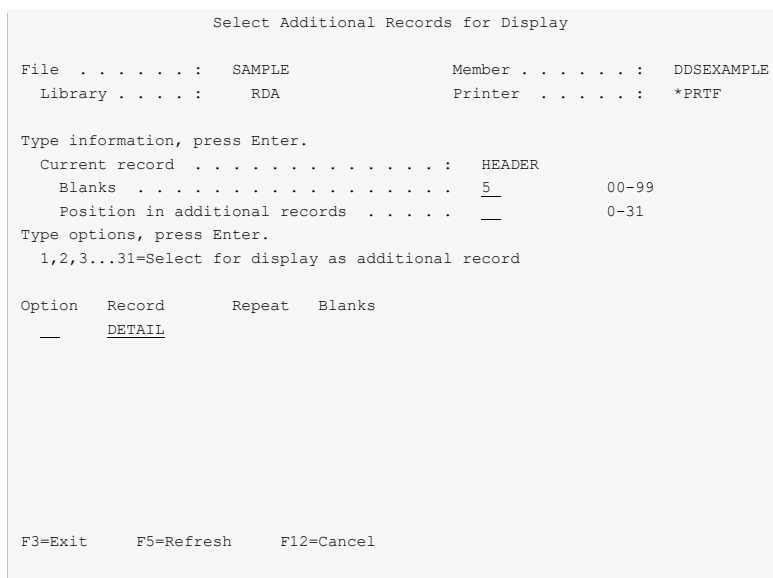 Select Additional Records for Display
File . . . . . . : SAMPLE Member . . . . . . : DDSEXAMPLE
Library . . . . : RDA Printer . . . . . : *PRTF
Type information, press Enter.
Current record . . . . . . . . . . . . . . : HEADER
Blanks . . . . . . . . . . . . . . . . . 5 00-99
Position in additional records . . . . . __ 0-31
Type options, press Enter.
1,2,3...31=Select for display as additional record
Option Record Repeat Blanks
__ DETAIL
F3=Exit F5=Refresh F12=Cancel